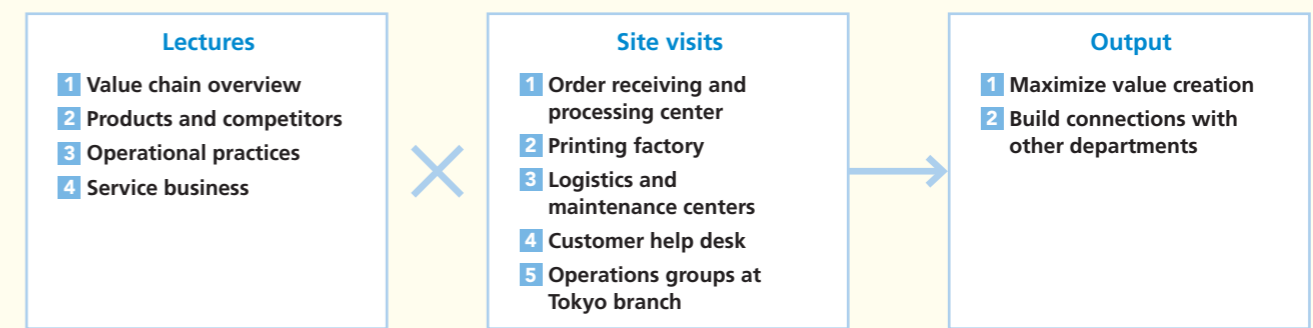 Lectures
1 Value chain overview
2 Products and competitors
3 Operational practices
4 Service business
Site visits
1 Order receiving and
processing center
2 Printing factory
3 Logistics and
maintenance centers
4 Customer help desk
5 Operations groups at
Tokyo branch
Output
1 Maximize value creation
2 Build connections with
other departments